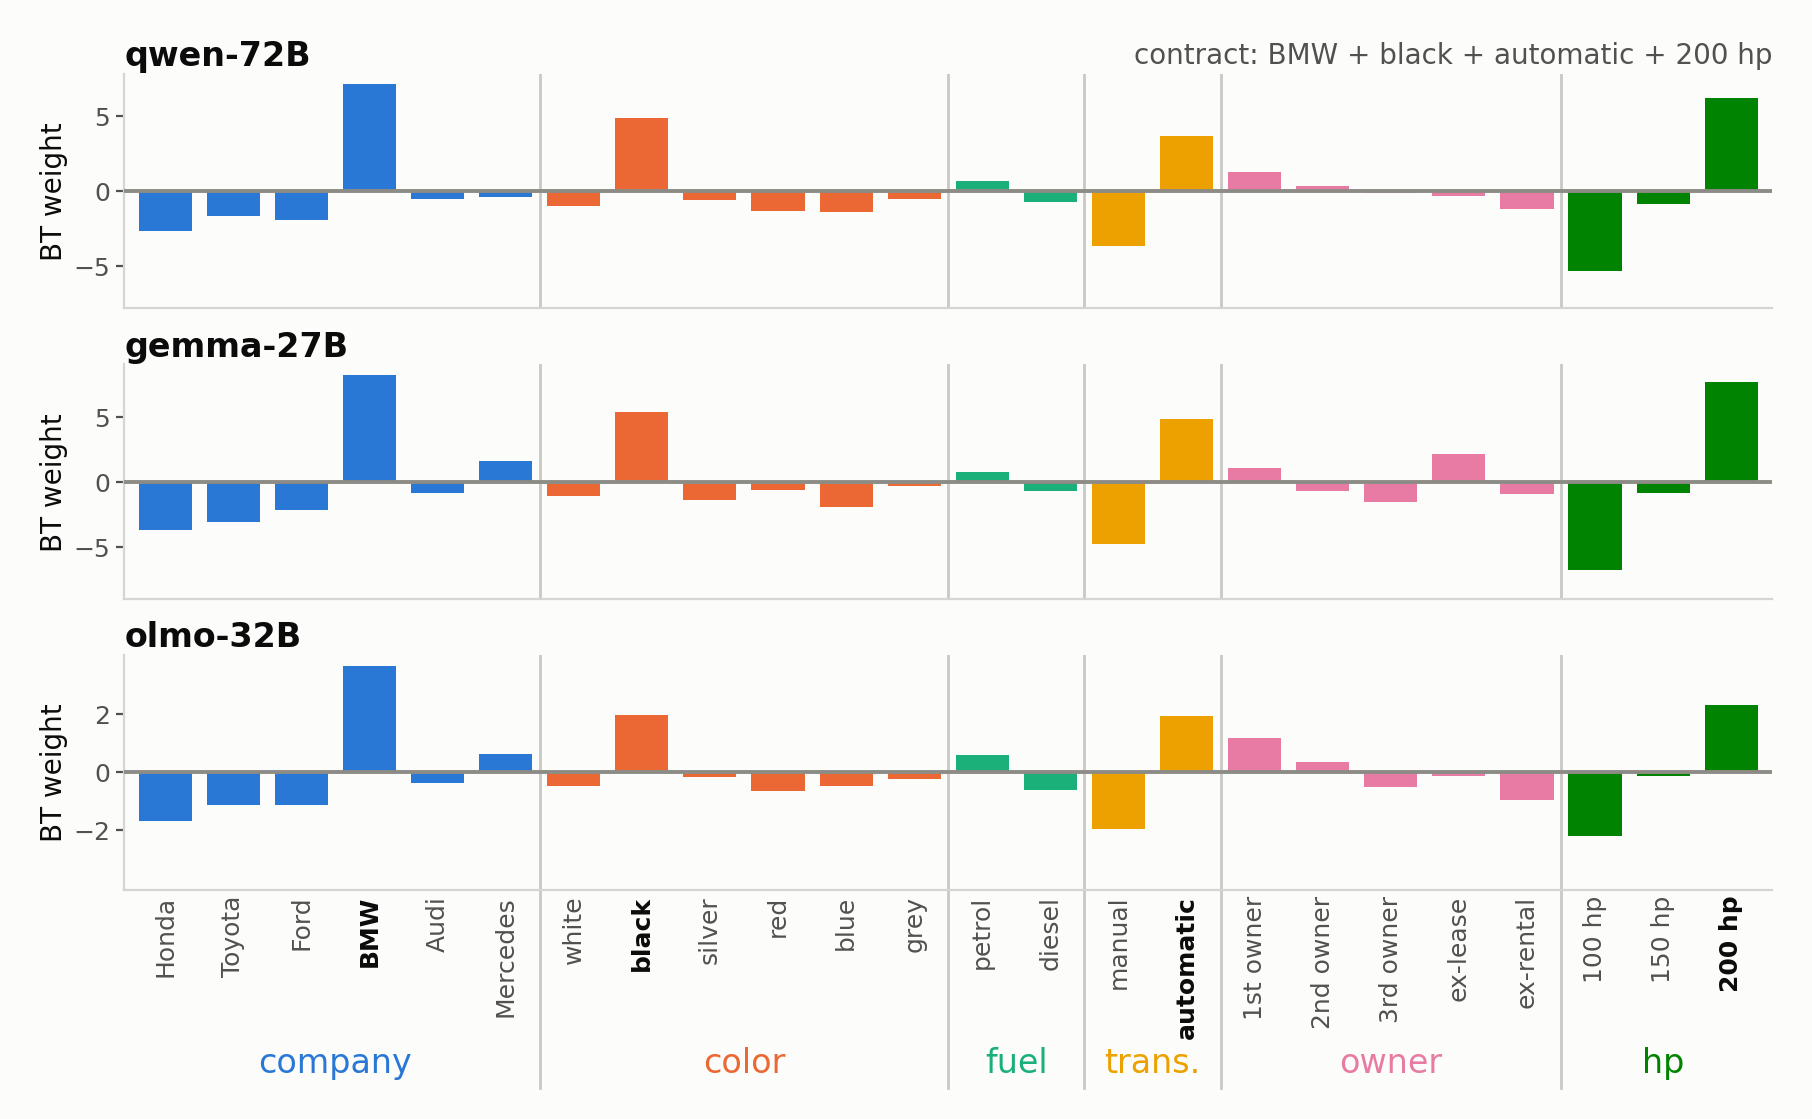 qwen-72B
contract: BMW + black + automatic + 200 hp
BT weight
5
0
−5
gemma-27B
BT weight
5
0
−5
olmo-32B
BT weight
2
0
−2
Honda
Toyota
Ford
BMW
Audi
Mercedes
white
black
silver
red
blue
grey
petrol
diesel
manual
automatic
1st owner
2nd owner
3rd owner
ex-lease
ex-rental
100 hp
150 hp
200 hp
company
color
fuel
trans.
owner
hp